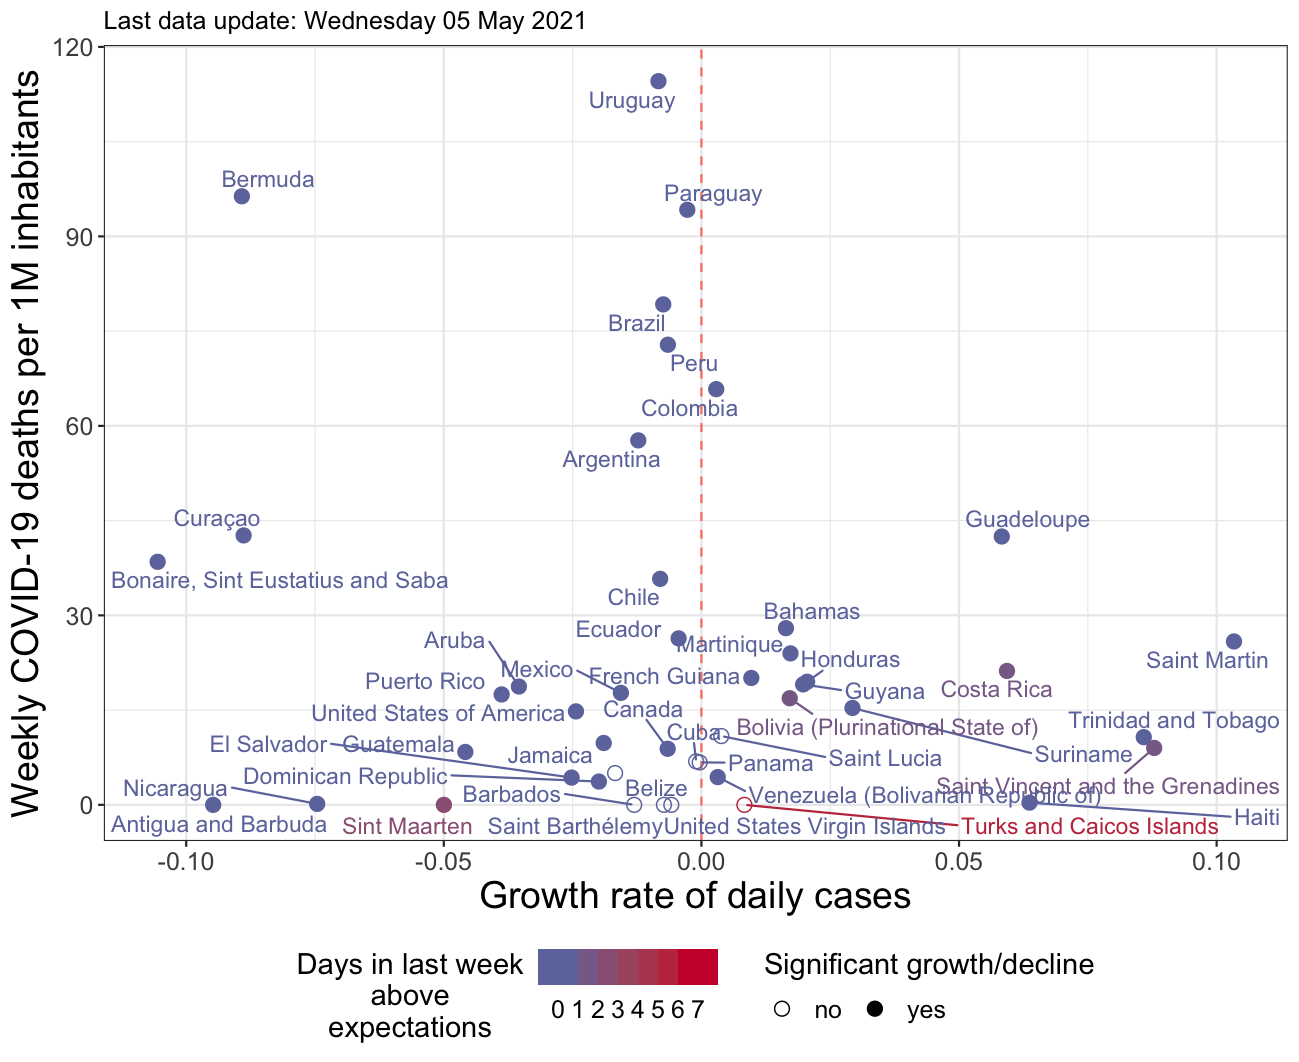 Last data update: Wednesday 05 May 2021
Weekly COVID-19 deaths per 1M inhabitants
120
90
60
30
0
Uruguay
Bermuda
Paraguay
Brazil
Peru
Colombia
Argentina
Curaçao
Guadeloupe
Bonaire, Sint Eustatius and Saba
Chile
Bahamas
Ecuador
Aruba
Martinique
Honduras
Saint Martin
Mexico
French Guiana
Puerto Rico
Guyana
Costa Rica
United States of America
Canada
Trinidad and Tobago
Bolivia (Plurinational State of)
Cuba
El Salvador
Guatemala
Jamaica
Saint Lucia
Suriname
Panama
Dominican Republic
Nicaragua
Belize
Saint Vincent and the Grenadines
Barbados
Venezuela (Bolivarian Republic of)
Haiti
Antigua and Barbuda
Sint Maarten
Saint Barthélemy
United States Virgin Islands
Turks and Caicos Islands
-0.10
-0.05
0.00
0.05
0.10
Growth rate of daily cases
Days in last week
above
expectations
0 1 2 3 4 5 6 7
Significant growth/decline
no
yes